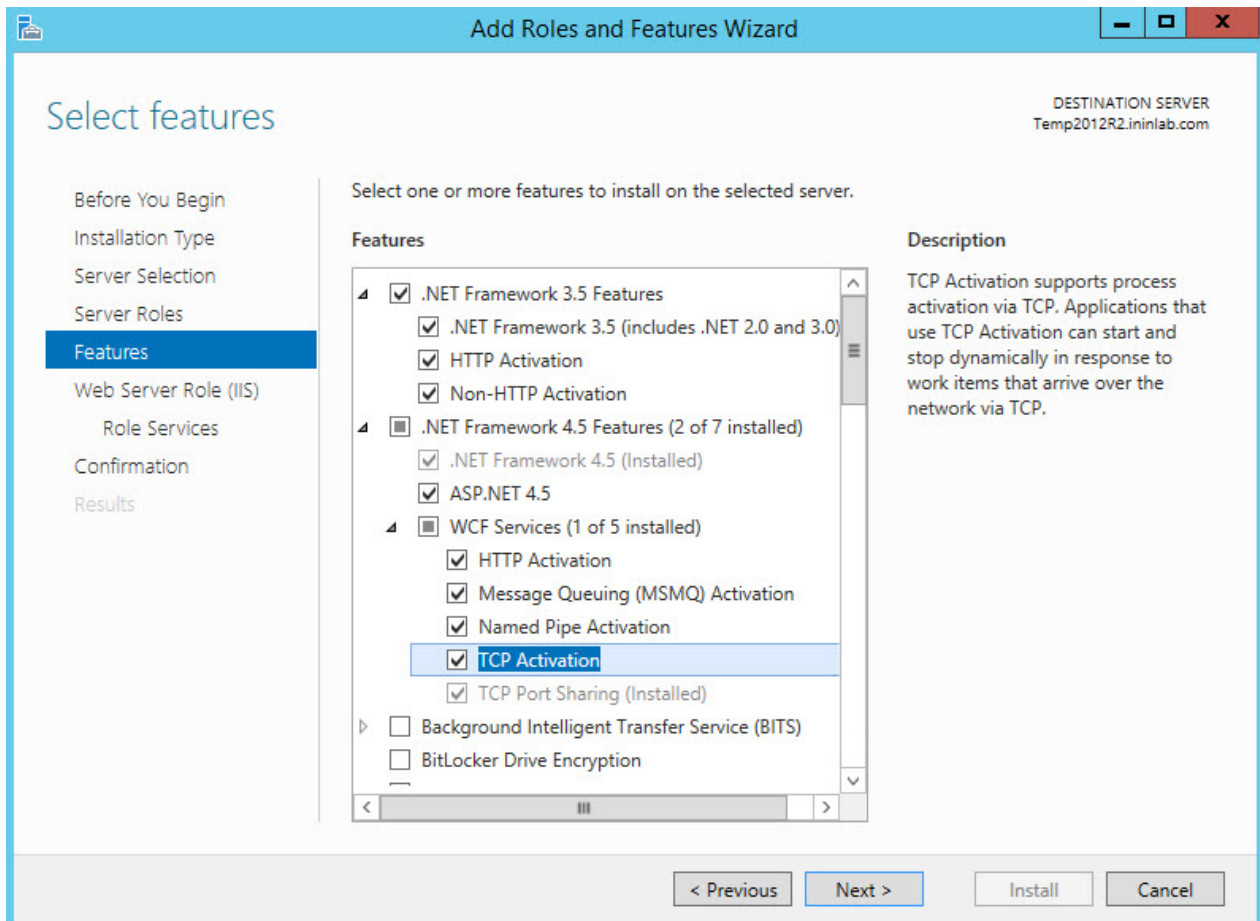 Add Roles and Features Wizard
x
Select features
DESTINATION SERVER
Temp2012R2.ininlab.com
Before You Begin
Installation Type
Server Selection
Server Roles
Features
Web Server Role (IIS)
Role Services
Confirmation
Results
Select one or more features to install on the selected server.
Features
.NET Framework 3.5 Features
.NET Framework 3.5 (includes .NET 2.0 and 3.0)
HTTP Activation
Non-HTTP Activation
.NET Framework 4.5 Features (2 of 7 installed)
.NET Framework 4.5 (Installed)
ASP.NET 4.5
WCF Services (1 of 5 installed)
HTTP Activation
Message Queuing (MSMQ) Activation
Named Pipe Activation
TCP Activation
TCP Port Sharing (Installed)
Background Intelligent Transfer Service (BITS)
BitLocker Drive Encryption
Description
TCP Activation supports process
activation via TCP. Applications that
use TCP Activation can start and
stop dynamically in response to
work items that arrive over the
network via TCP.
< Previous
Next >
Install
Cancel